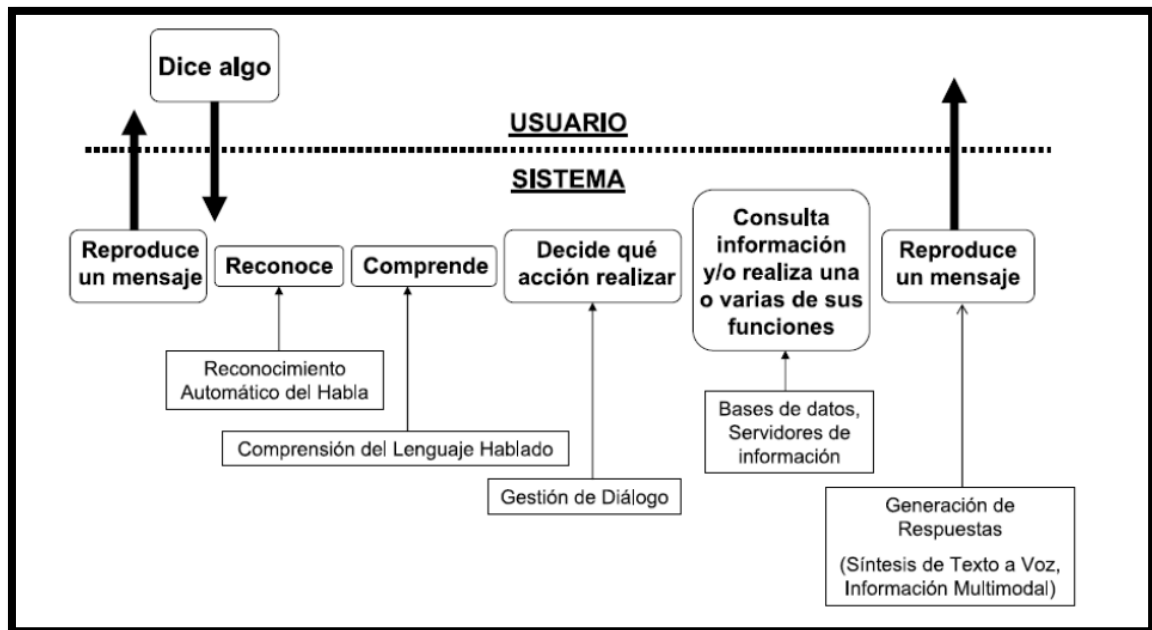 Dice algo
USUARIO
SISTEMA
Reproduce
un mensaje
Reconoce
Comprende
Decide qué
acción realizar
Consulta
información
y/o realiza una
o varias de sus
funciones
Reproduce
un mensaje
Reconocimiento
Automático del Habla
Comprensión del Lenguaje Hablado
Gestión de Diálogo
Bases de datos,
Servidores de
información
Generación de
Respuestas
(Síntesis de Texto a Voz,
Información Multimodal)